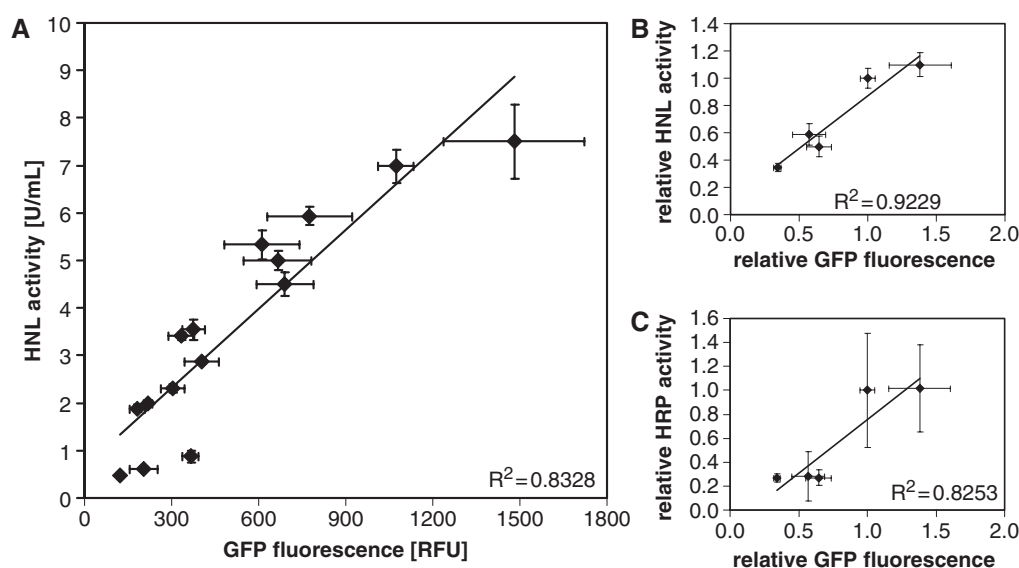 A
10
9
8
7
6
5
4
3
2
1
0
HNL activity [U/mL]
R²=0.8328
0 300 600 900 1200 1500 1800
GFP fluorescence [RFU]
B
1.4
1.2
1.0
0.8
0.6
0.4
0.2
0.0
relative HNL activity
R²=0.9229
0.0 0.5 1.0 1.5 2.0
relative GFP fluorescence
C
1.6
1.4
1.2
1.0
0.8
0.6
0.4
0.2
0.0
relative HRP activity
R²=0.8253
0.0 0.5 1.0 1.5 2.0
relative GFP fluorescence